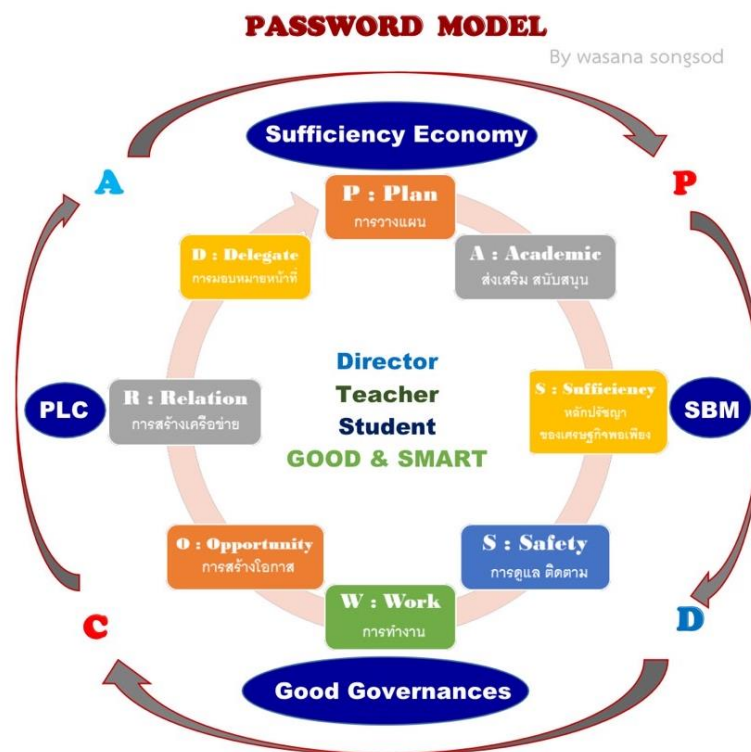 PASSWORD MODEL
By wasana songsod
Sufficiency Economy
A
P
P : Plan
การวางแผน
D : Delegate
การมอบหมายหน้าที่
A : Academic
ส่งเสริม สนับสนุน
Director
Teacher
Student
GOOD & SMART
PLC
R : Relation
การสร้างเครือข่าย
S : Sufficiency
หลักปรัชญา
ของเศรษฐกิจพอเพียง
SBM
O : Opportunity
การสร้างโอกาส
S : Safety
การดูแล ติดตาม
W : Work
การทำงาน
C
D
Good Governances